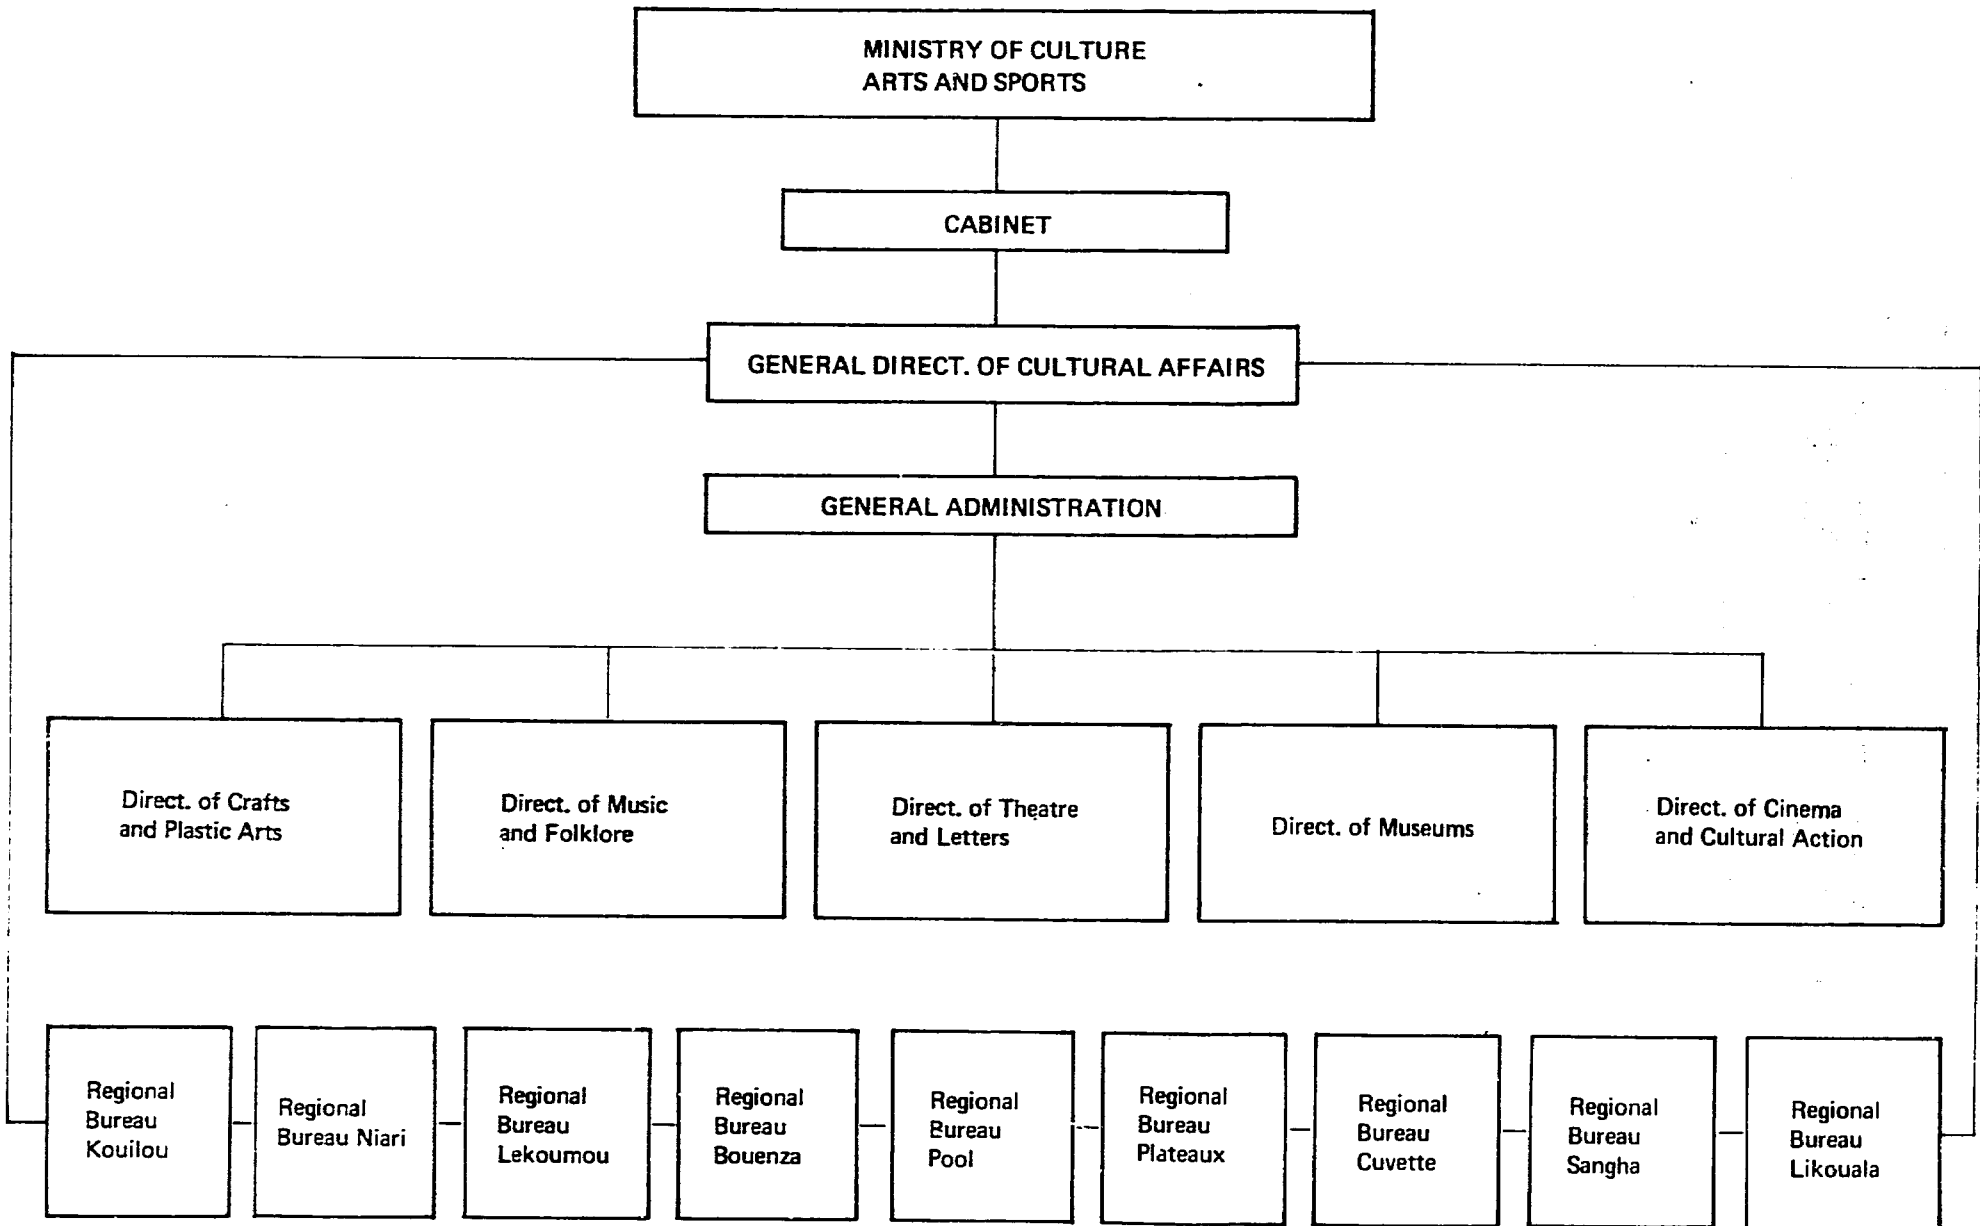 MINISTRY OF CULTURE
ARTS AND SPORTS
CABINET
GENERAL DIRECT. OF CULTURAL AFFAIRS
GENERAL ADMINISTRATION
Direct. of Crafts
and Plastic Arts
Direct. of Music
and Folklore
Direct. of Theatre
and Letters
Direct. of Museums
Direct. of Cinema
and Cultural Action
Regional
Bureau
Kouilou
Regional
Bureau Niari
Regional
Bureau
Lekoumou
Regional
Bureau
Bouenza
Regional
Bureau
Pool
Regional
Bureau
Plateaux
Regional
Bureau
Cuvette
Regional
Bureau
Sangha
Regional
Bureau
Likouala